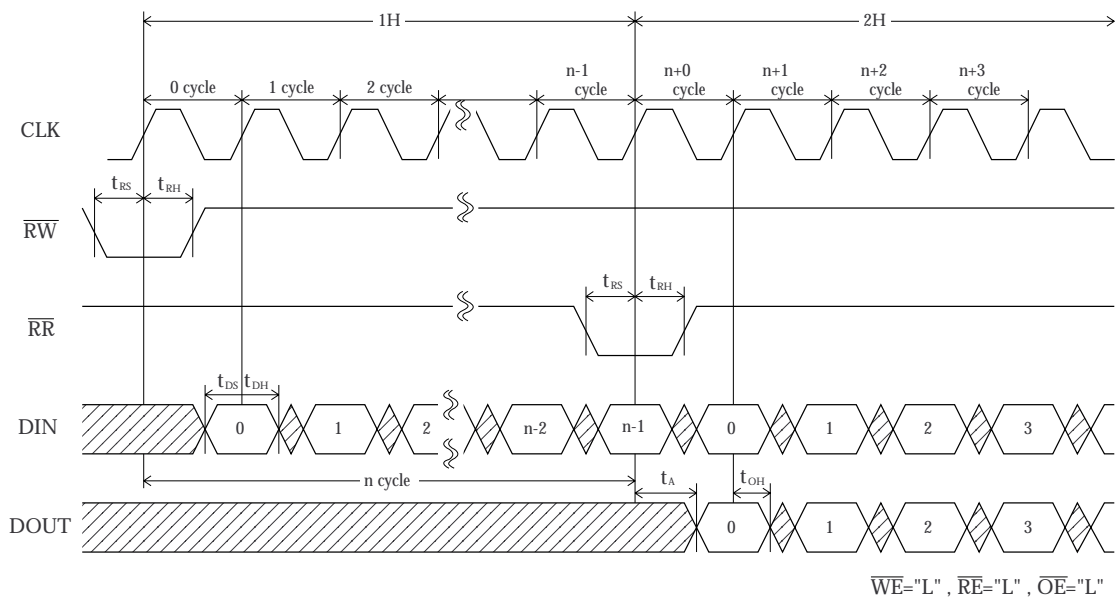 1H 2H
0 cycle 1 cycle 2 cycle n-1 cycle n+0 cycle n+1 cycle n+2 cycle n+3 cycle
CLK
tRS tRH
RW
tRS tRH
RR
tDS tDH
DIN 0 1 2 n-2 n-1 0 1 2 3
n cycle tA tOH
DOUT 0 1 2 3
WE="L" , RE="L" , OE="L"